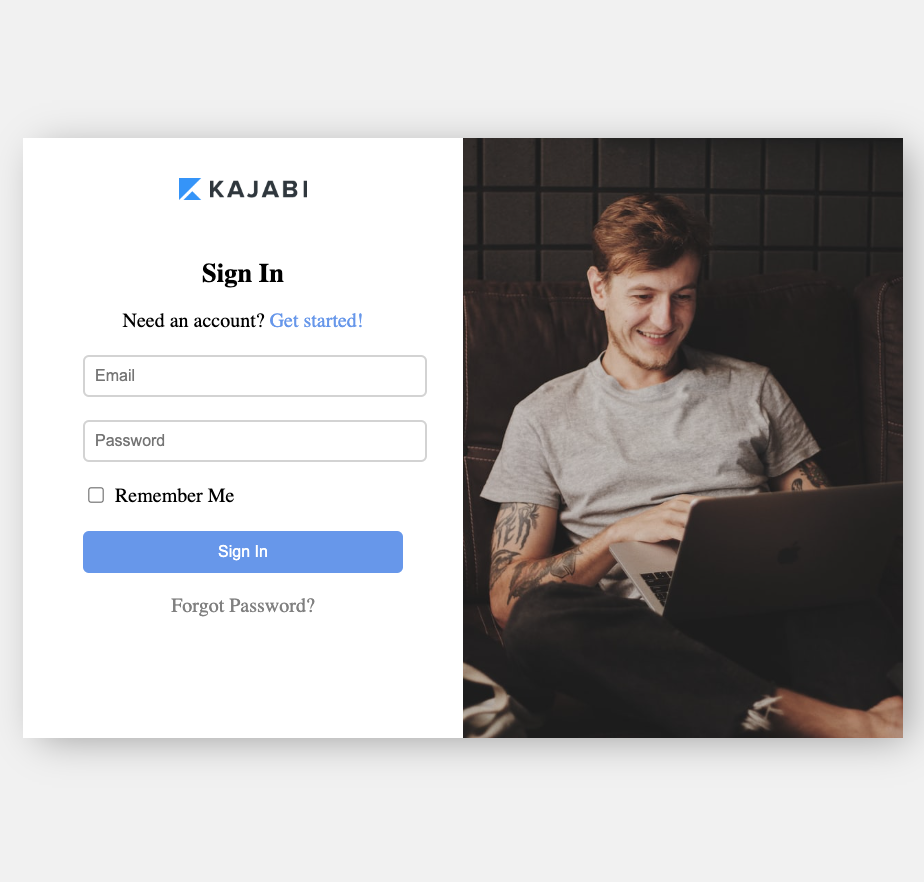 KAJABI
Sign In
Need an account? Get started!
Email
Password
Remember Me
Sign In
Forgot Password?